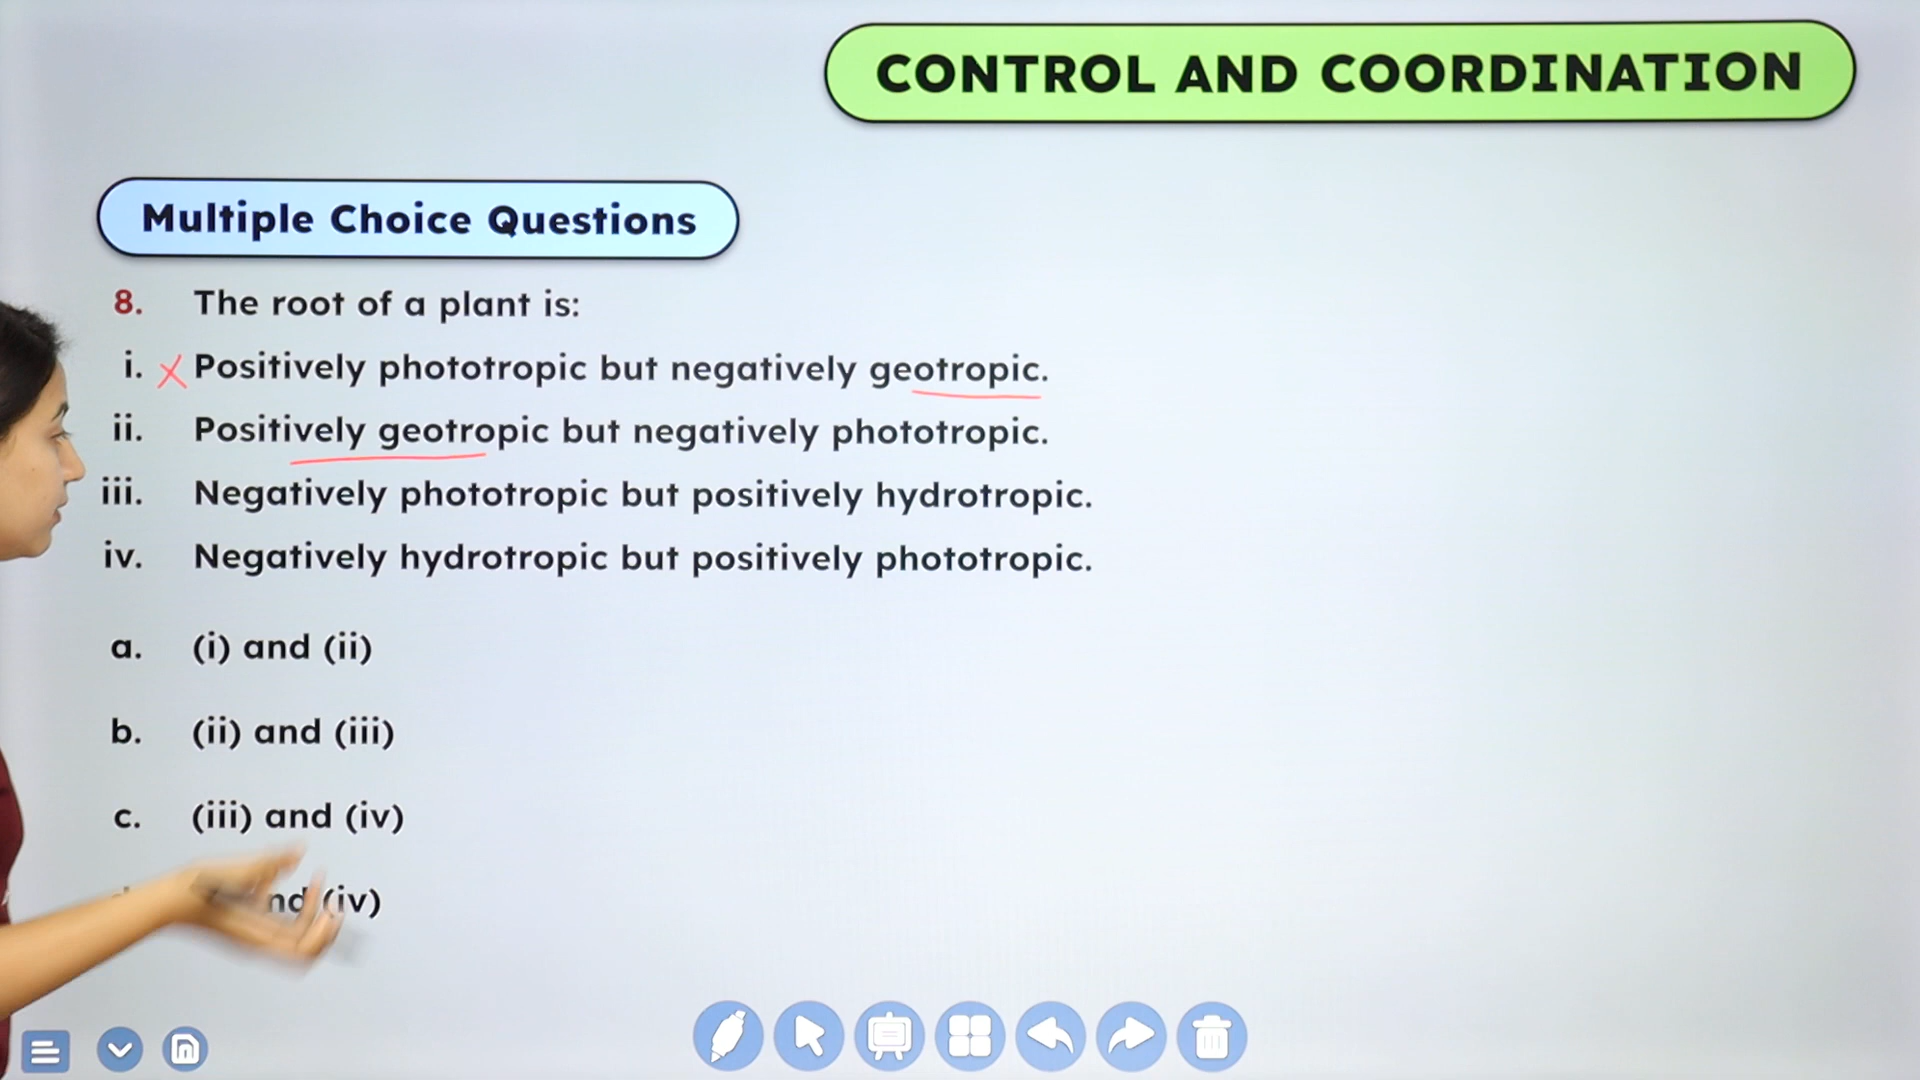 CONTROL AND COORDINATION
Multiple Choice Questions
8. The root of a plant is:
i. Positively phototropic but negatively geotropic.
ii. Positively geotropic but negatively phototropic.
iii. Negatively phototropic but positively hydrotropic.
iv. Negatively hydrotropic but positively phototropic.
a. (i) and (ii)
b. (ii) and (iii)
c. (iii) and (iv)
(iv)